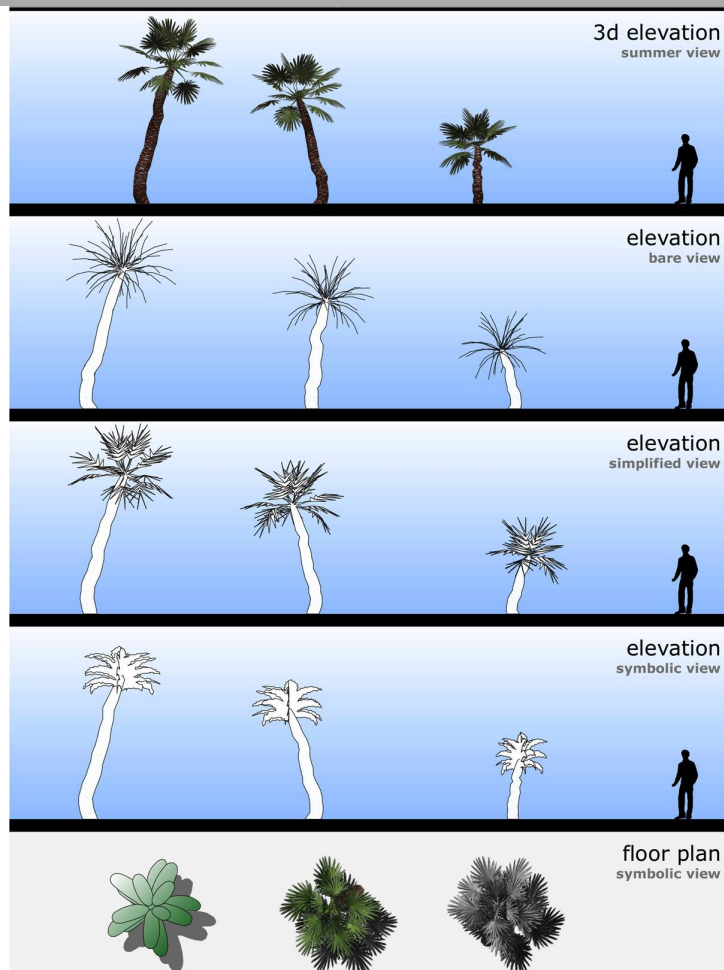 3d elevation
summer view
elevation
bare view
elevation
simplified view
elevation
symbolic view
floor plan
symbolic view